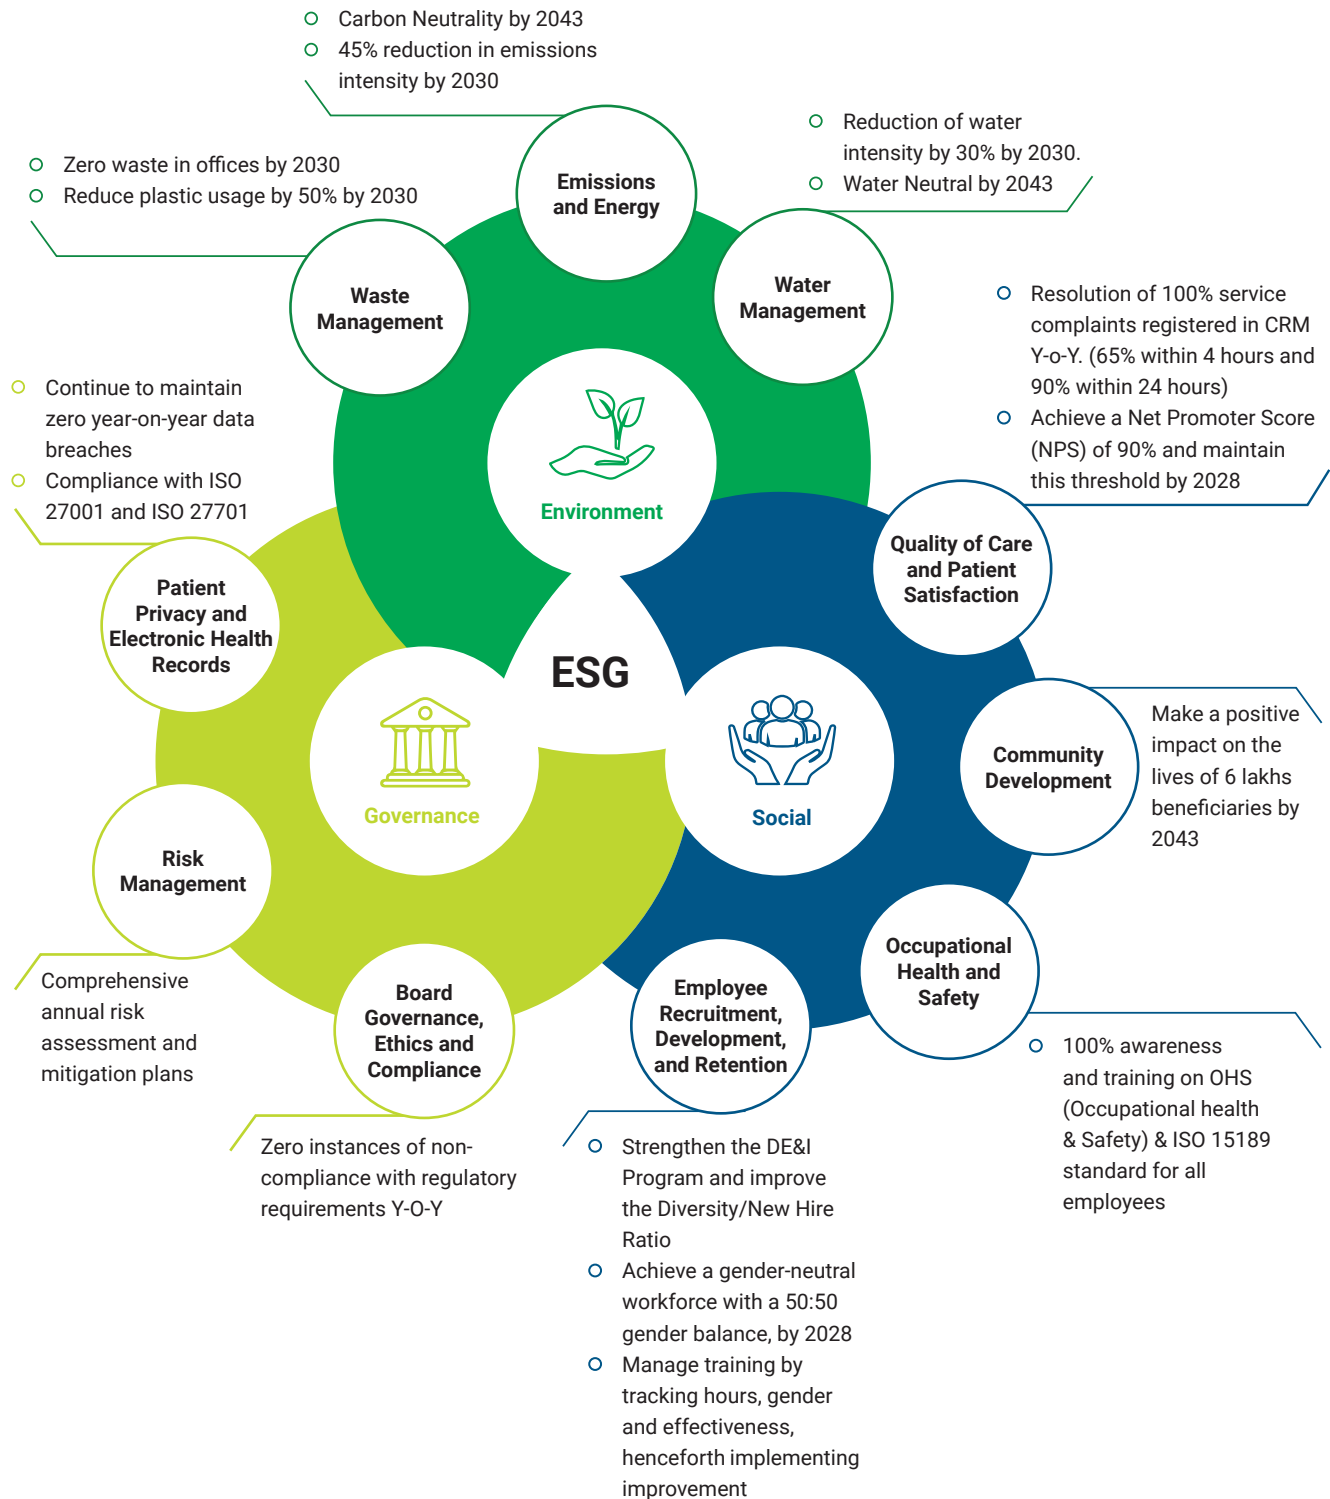 Carbon Neutrality by 2043
45% reduction in emissions
intensity by 2030
Emissions
and Energy
Reduction of water
intensity by 30% by 2030.
Water Neutral by 2043
Water
Management
Zero waste in offices by 2030
Reduce plastic usage by 50% by 2030
Waste
Management
Environment
Resolution of 100% service
complaints registered in CRM
Y-o-Y. (65% within 4 hours and
90% within 24 hours)
Achieve a Net Promoter Score
(NPS) of 90% and maintain
this threshold by 2028
Quality of Care
and Patient
Satisfaction
Continue to maintain
zero year-on-year data
breaches
Compliance with ISO
27001 and ISO 27701
Patient
Privacy and
Electronic Health
Records
ESG
Governance
Social
Community
Development
Make a positive
impact on the
lives of 6 lakhs
beneficiaries by
2043
Risk
Management
Comprehensive
annual risk
assessment and
mitigation plans
Board
Governance,
Ethics and
Compliance
Zero instances of non-
compliance with regulatory
requirements Y-O-Y
Employee
Recruitment,
Development,
and Retention
Strengthen the DE&I
Program and improve
the Diversity/New Hire
Ratio
Achieve a gender-neutral
workforce with a 50:50
gender balance, by 2028
Manage training by
tracking hours, gender
and effectiveness,
henceforth implementing
improvement
Occupational
Health and
Safety
100% awareness
and training on OHS
(Occupational health
& Safety) & ISO 15189
standard for all
employees